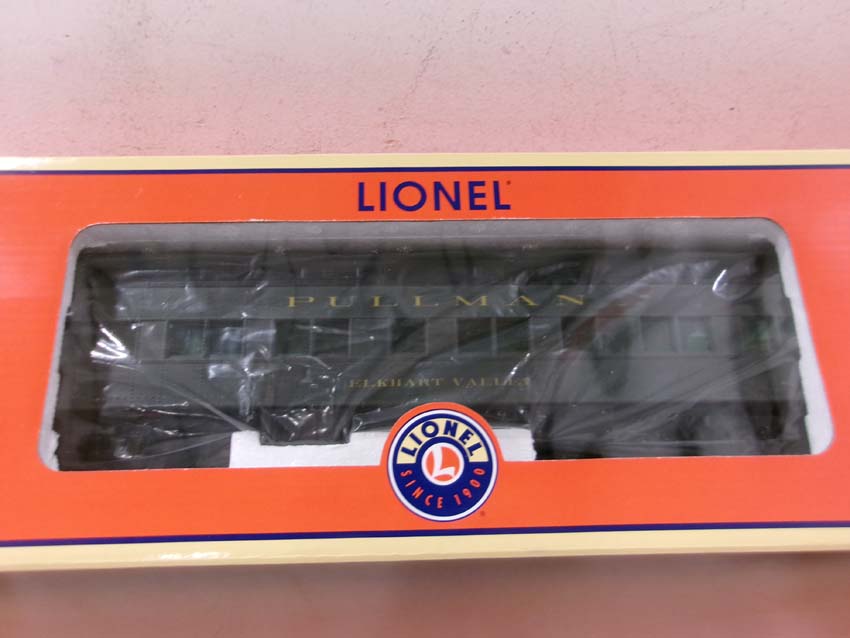 LIONEL
PULLMAN
ELKHART VALLEY
LIONEL
L
SINCE 1900